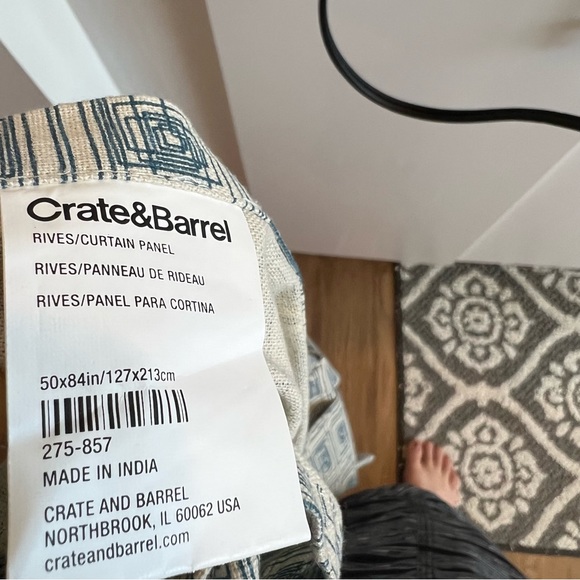 Crate&Barrel
RIVES/CURTAIN PANEL
RIVES/PANNEAU DE RIDEAU
RIVES/PANEL PARA CORTINA
50x84in/127x213cm
275-857
MADE IN INDIA
CRATE AND BARREL
NORTHBROOK, IL 60062 USA
crateandbarrel.com